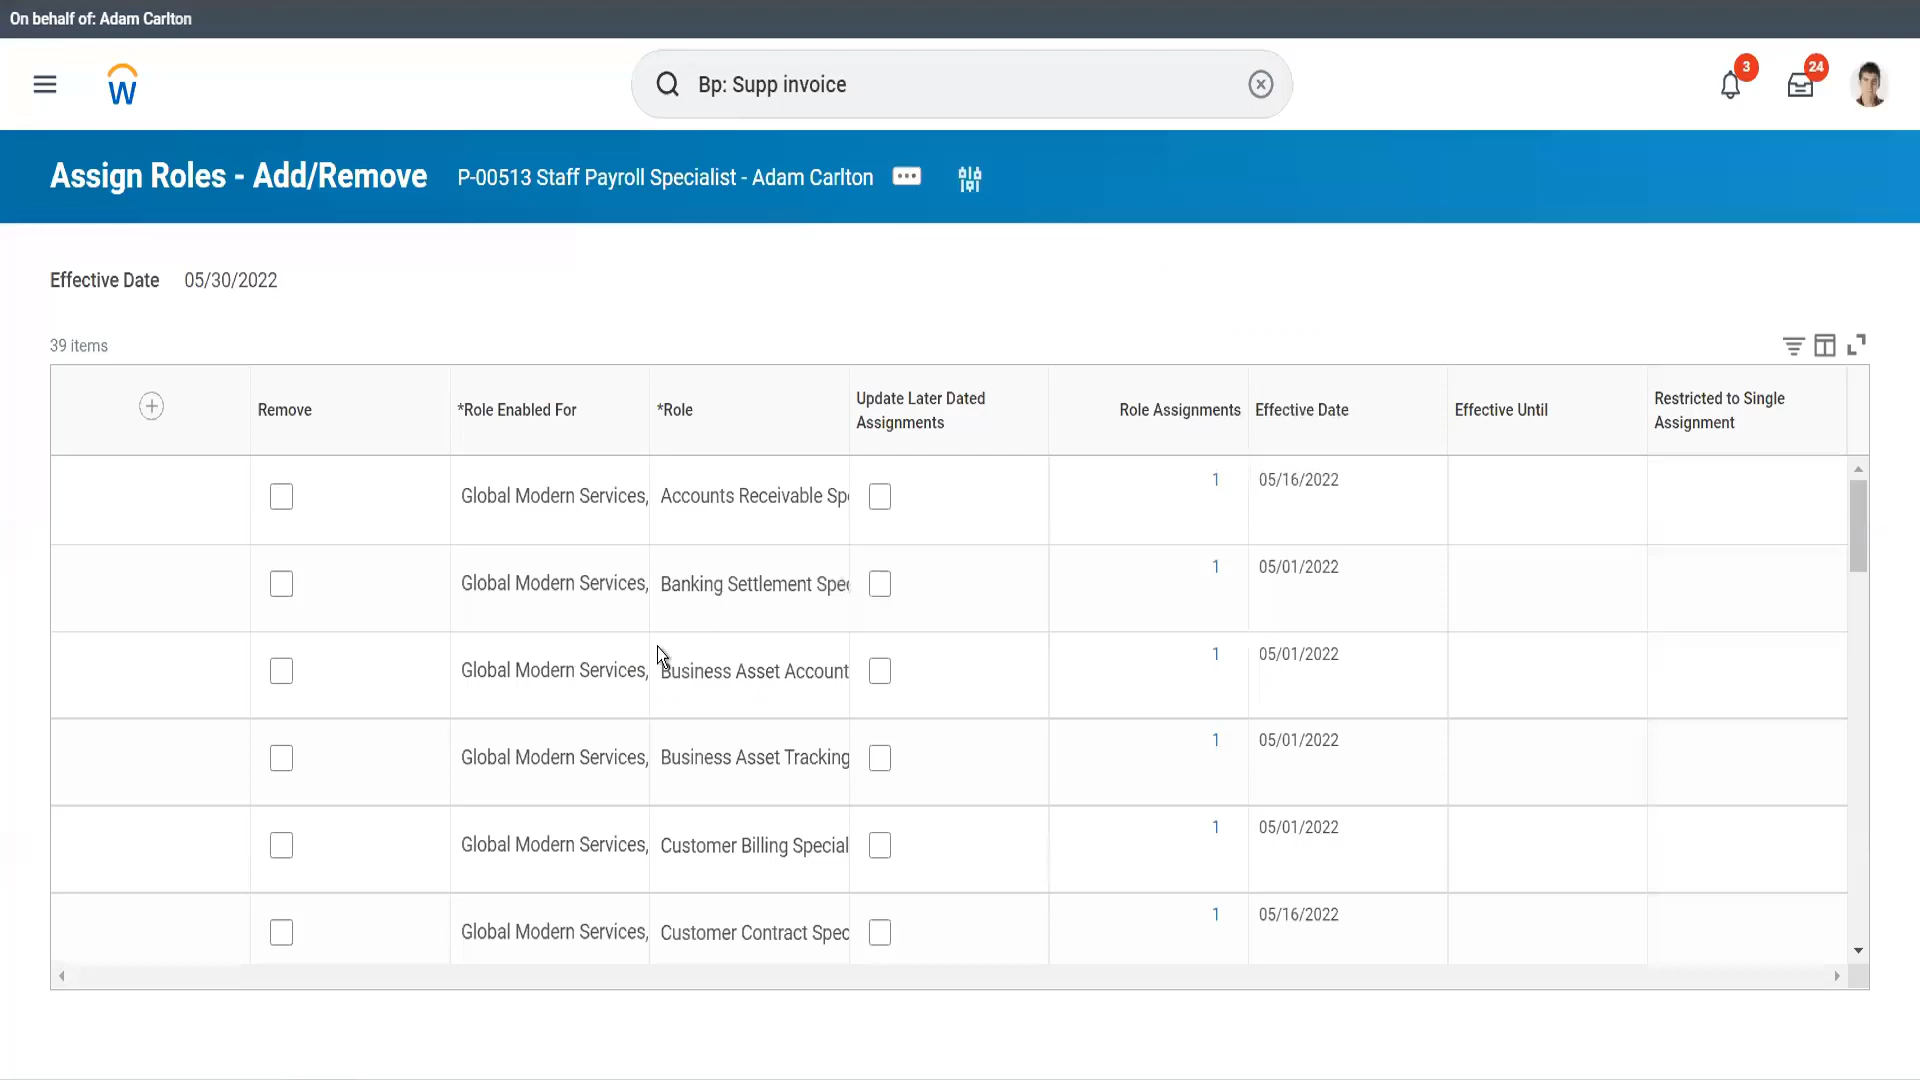 On behalf of: Adam Carlton
W
Bp: Supp invoice
3
24
Assign Roles - Add/Remove P-00513 Staff Payroll Specialist - Adam Carlton
Effective Date 05/30/2022
39 items
Remove *Role Enabled For *Role Update Later Dated Assignments Role Assignments Effective Date Effective Until Restricted to Single Assignment
Global Modern Services, Accounts Receivable Spe 1 05/16/2022
Global Modern Services, Banking Settlement Spec 1 05/01/2022
Global Modern Services, Business Asset Account 1 05/01/2022
Global Modern Services, Business Asset Tracking 1 05/01/2022
Global Modern Services, Customer Billing Special 1 05/01/2022
Global Modern Services, Customer Contract Spec 1 05/16/2022